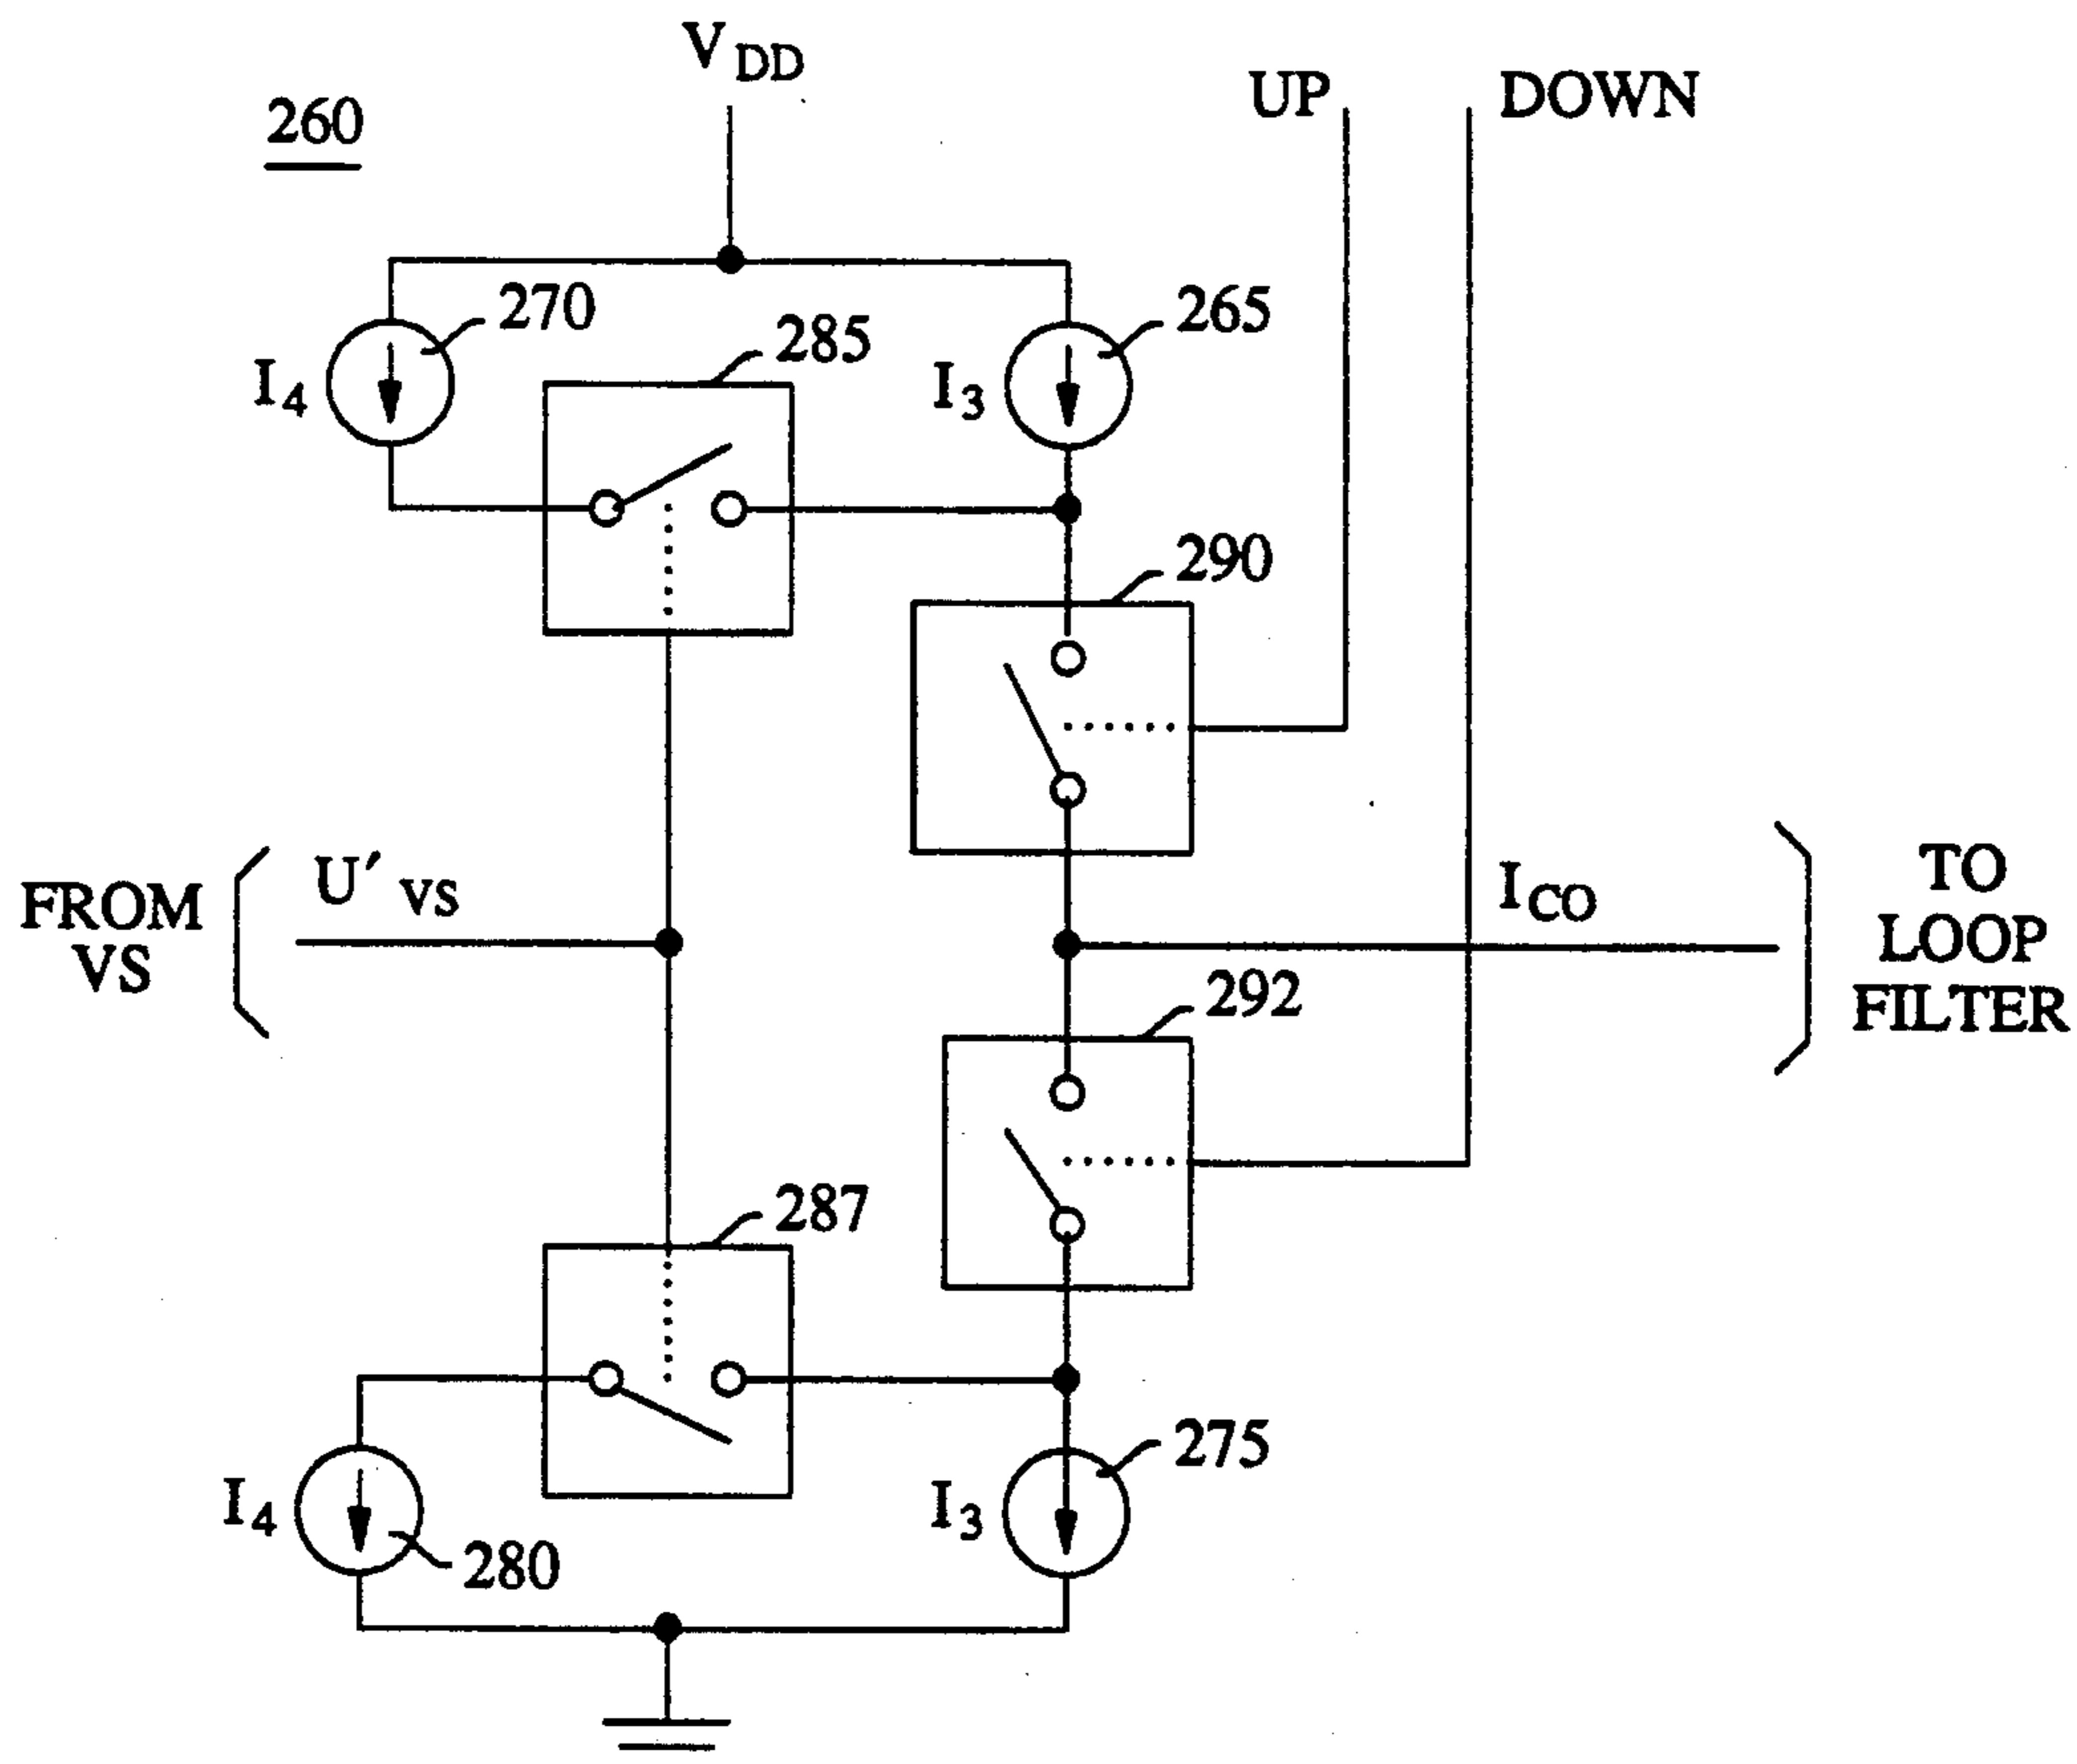 V DD
UP
DOWN
260
270
265
285
I4
I3
290
U′ VS
FROM
VS
ICO
TO
LOOP
FILTER
292
287
275
I4
I3
280